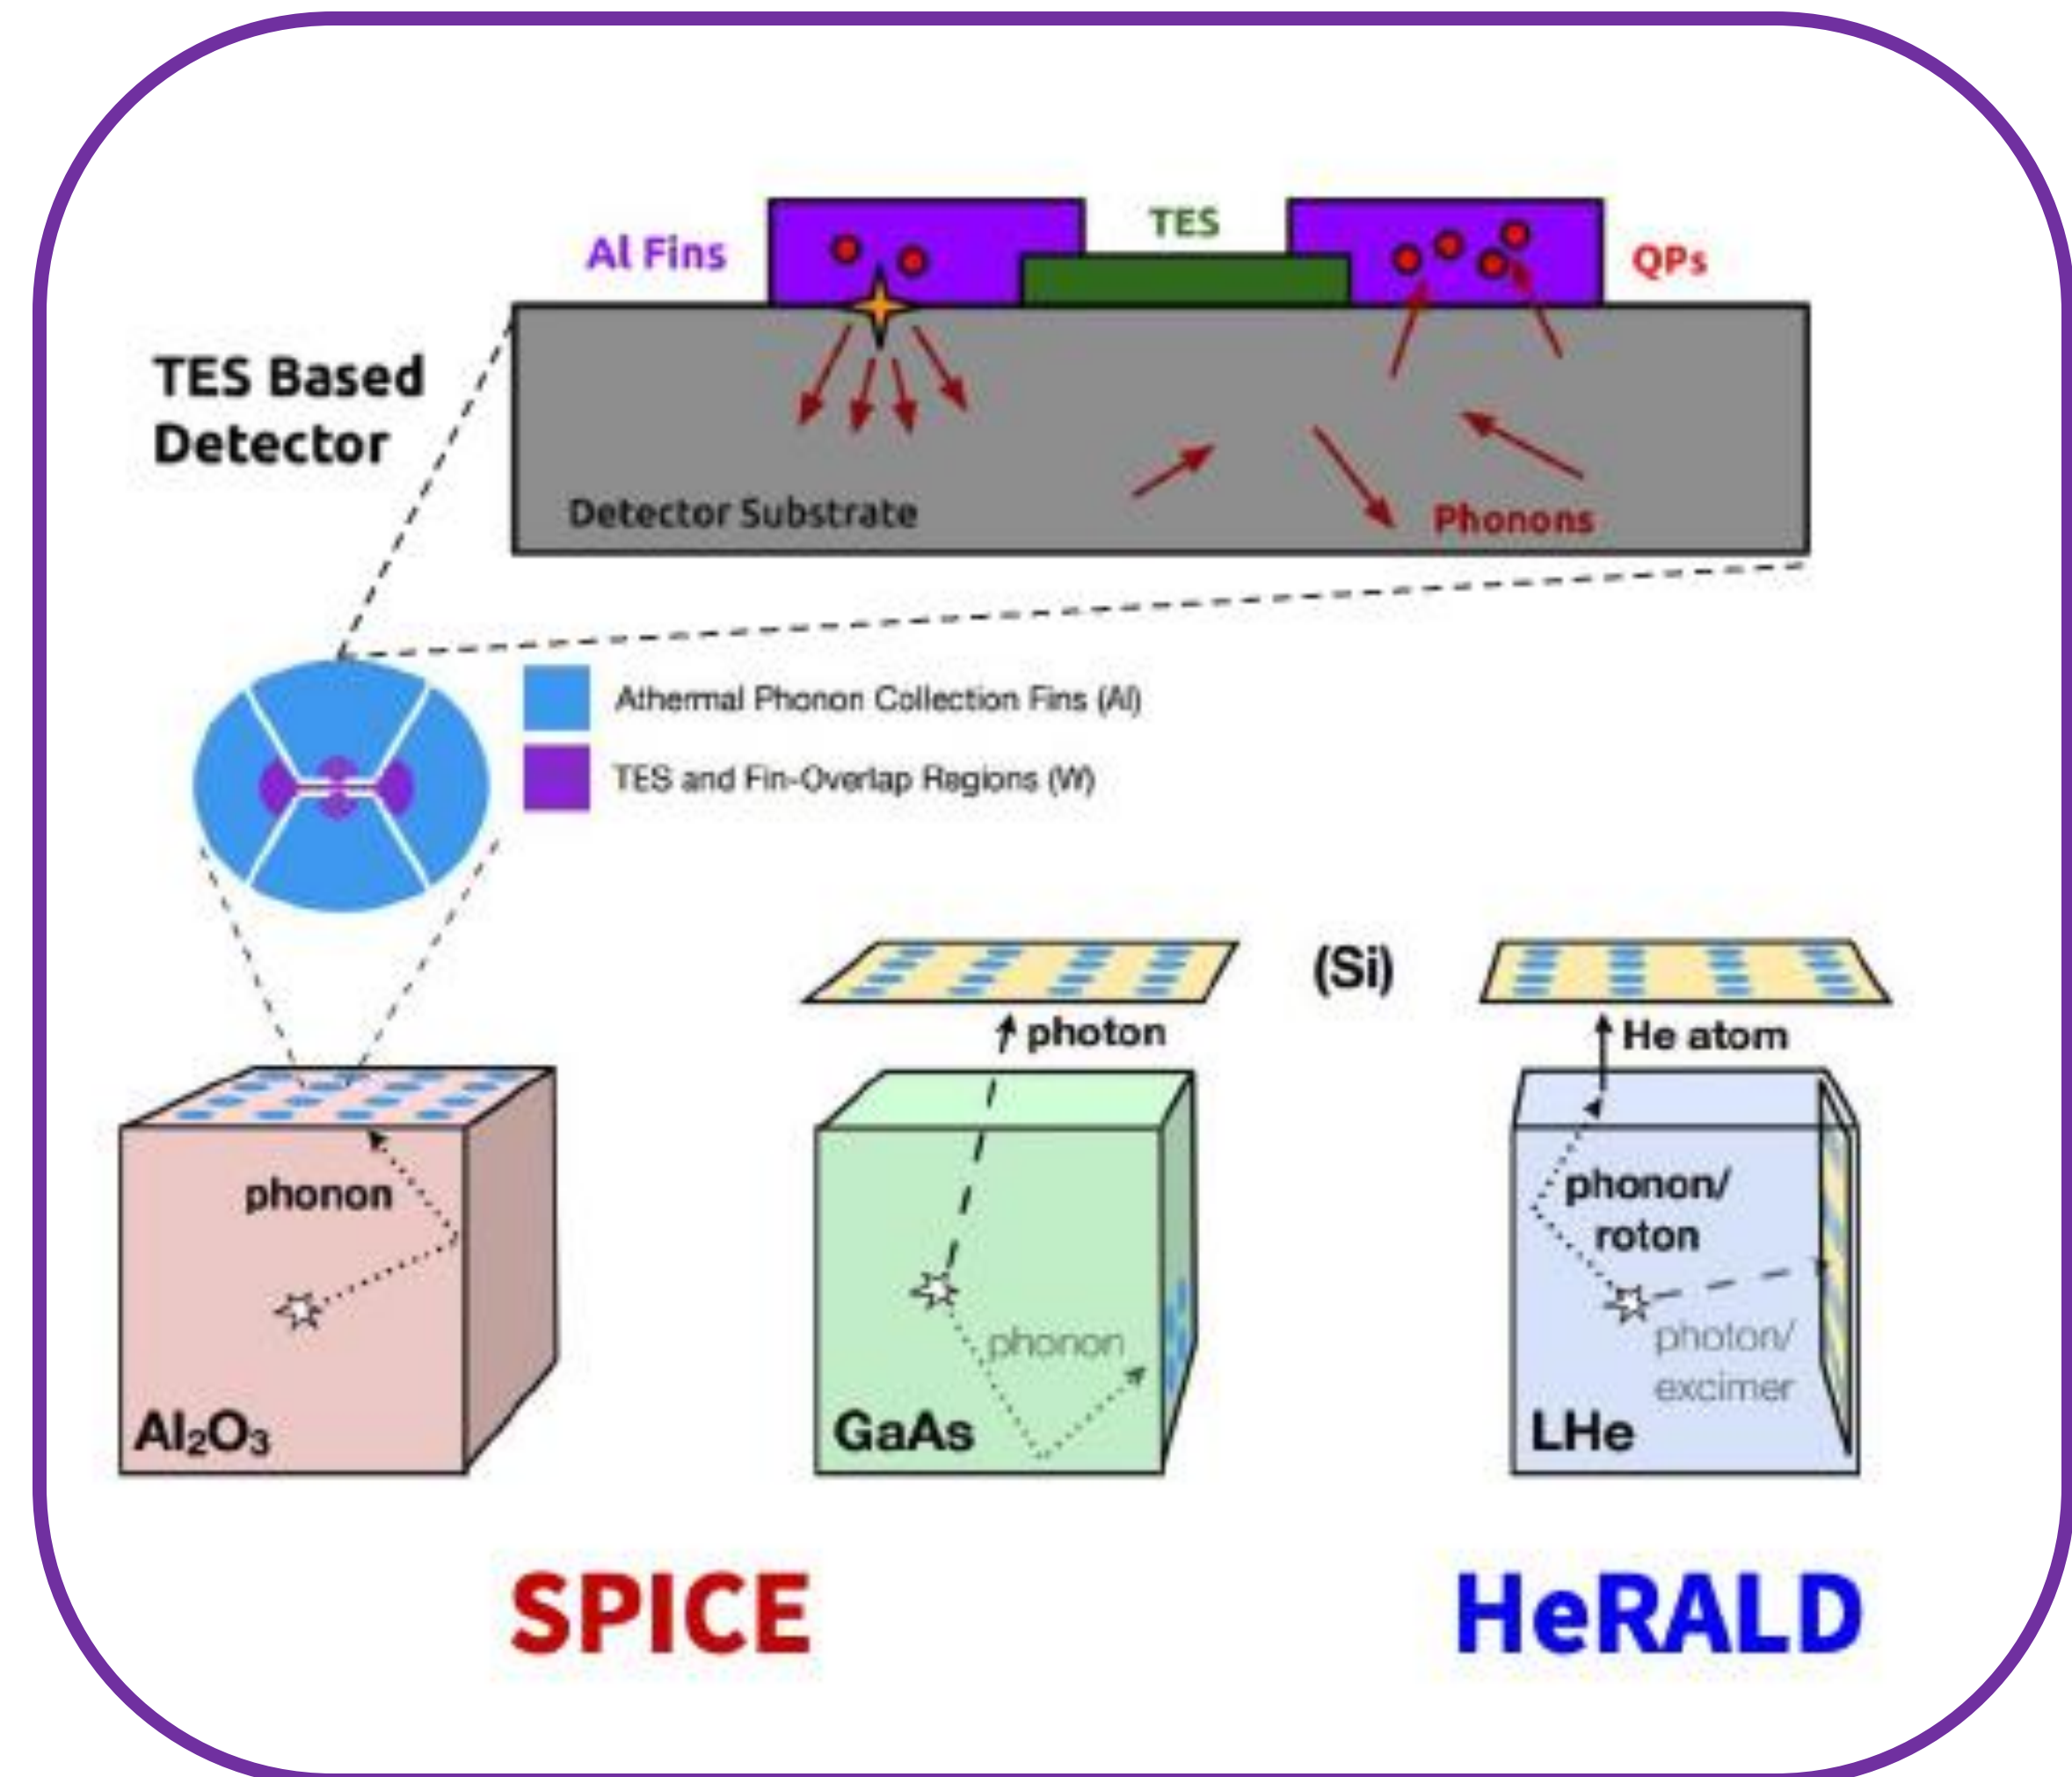 TES
Al Fins
QPs
TES Based
Detector
Detector Substrate
Phonons
Athermal Phonon Collection Fins (Al)
TES and Fin-Overlap Regions (W)
(Si)
photon
He atom
phonon
phonon/
roton
phonon
photon/
excimer
Al₂O₃
GaAs
LHe
SPICE
HeRALD